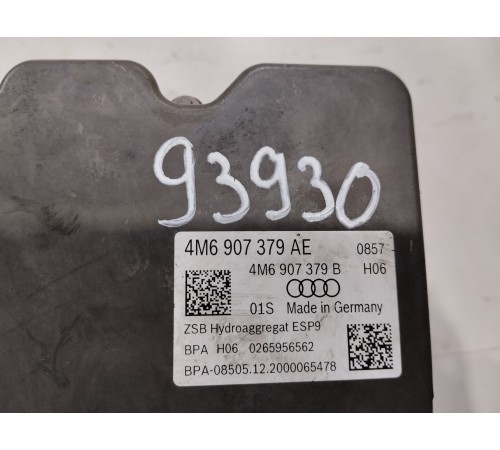 93930
4M6 907 379 AE 0857
4M6 907 379 B H06
01S Made in Germany
ZSB Hydroaggregat ESP9
BPA H06 0265956562
BPA-08505.12.2000065478